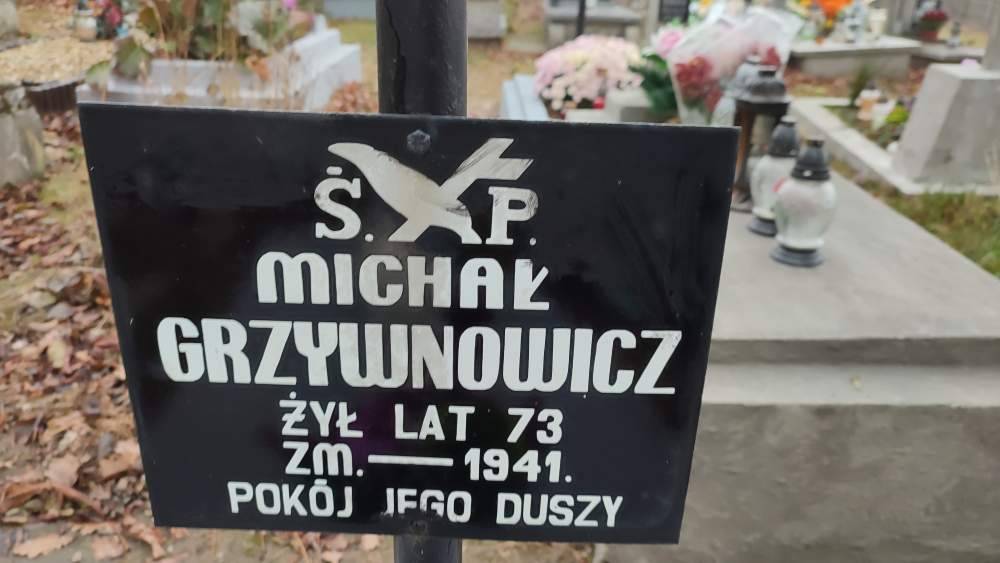 Ś. P.
MICHAŁ
GRZYWNOWICZ
ŻYŁ LAT 73
ZM. — 1941.
POKÓJ JEGO DUSZY